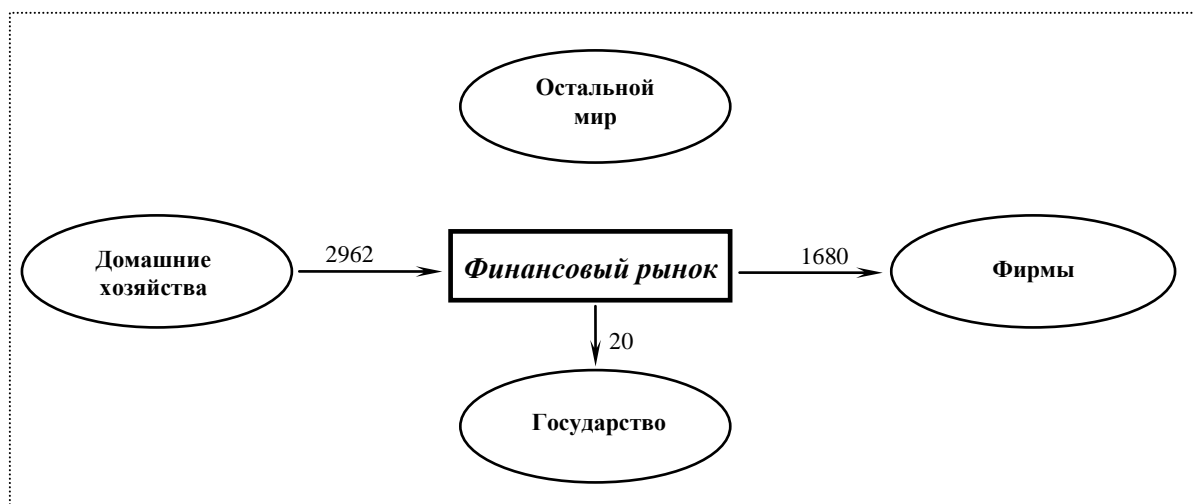 Остальной
мир
Домашние
хозяйства
2962
Финансовый рынок
1680
Фирмы
20
Государство